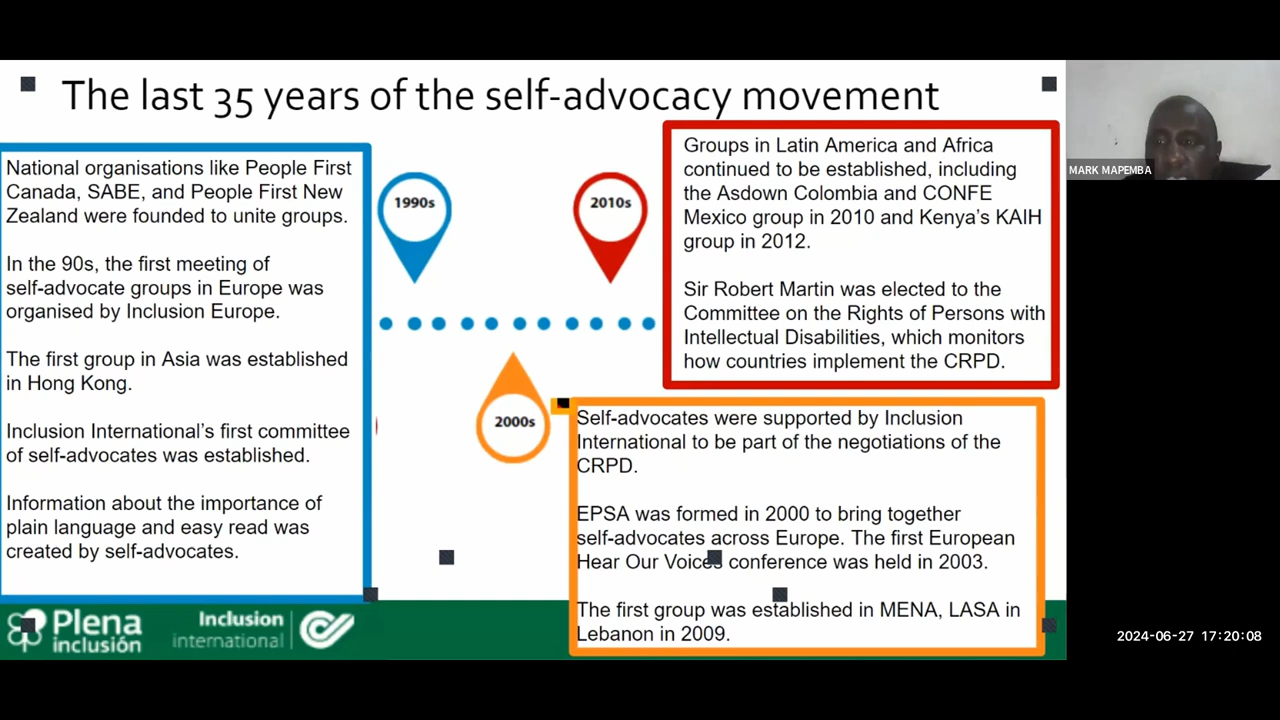 The last 35 years of the self-advocacy movement
National organisations like People First
Canada, SABE, and People First New
Zealand were founded to unite groups.
In the 90s, the first meeting of
self-advocate groups in Europe was
organised by Inclusion Europe.
The first group in Asia was established
in Hong Kong.
Inclusion International's first committee
of self-advocates was established.
Information about the importance of
plain language and easy read was
created by self-advocates.
1990s
2010s
Groups in Latin America and Africa
continued to be established, including
the Asdown Colombia and CONFE
Mexico group in 2010 and Kenya's KAIH
group in 2012.
Sir Robert Martin was elected to the
Committee on the Rights of Persons with
Intellectual Disabilities, which monitors
how countries implement the CRPD.
2000s
Self-advocates were supported by Inclusion
International to be part of the negotiations of the
CRPD.
EPSA was formed in 2000 to bring together
self-advocates across Europe. The first European
Hear Our Voices conference was held in 2003.
The first group was established in MENA, LASA in
Lebanon in 2009.
Plena
inclusión
Inclusion
international
MARK MAPEMBA
2024-06-27 17:20:08